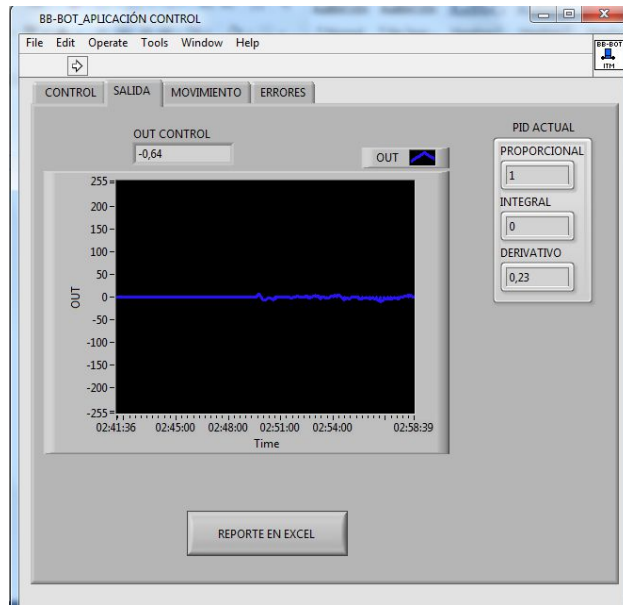 BB-BOT_APLICACIÓN CONTROL
File Edit Operate Tools Window Help
BB-BOT
ITM
CONTROL SALIDA MOVIMIENTO ERRORES
OUT CONTROL
-0,64
OUT
PID ACTUAL
PROPORCIONAL
1
INTEGRAL
0
DERIVATIVO
0,23
255
200
150
100
50
0
-50
-100
-150
-200
-255
OUT
02:41:36 02:45:00 02:48:00 02:51:00 02:54:00 02:58:39
Time
REPORTE EN EXCEL